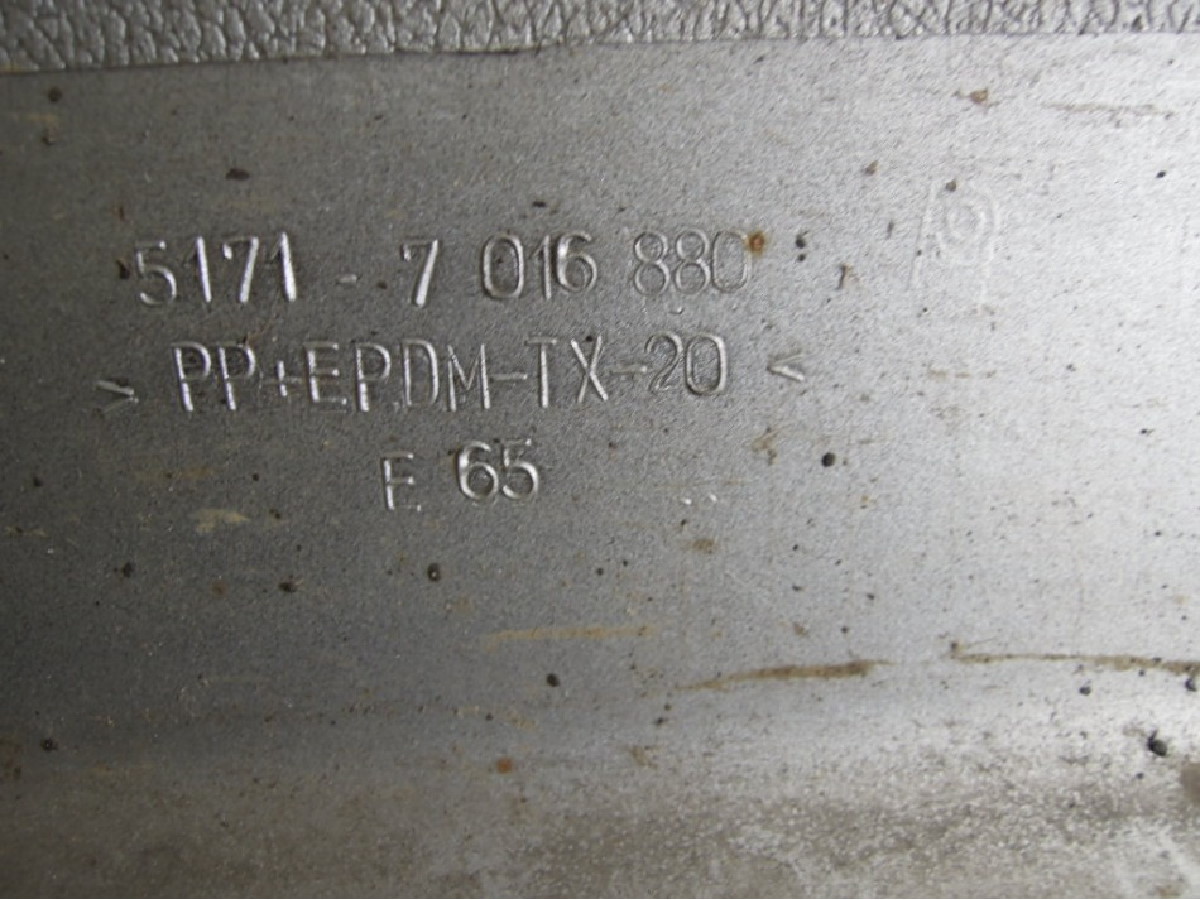 5171-7 016 880
> PP+EPDM-TX-20 <
E 65